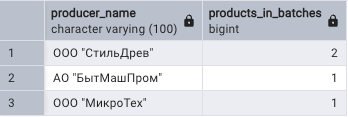 producer_name products_in_batches
character varying (100) bigint
1 ООО "СтильДрев" 2
2 АО "БытМашПром" 1
3 ООО "МикроТех" 1